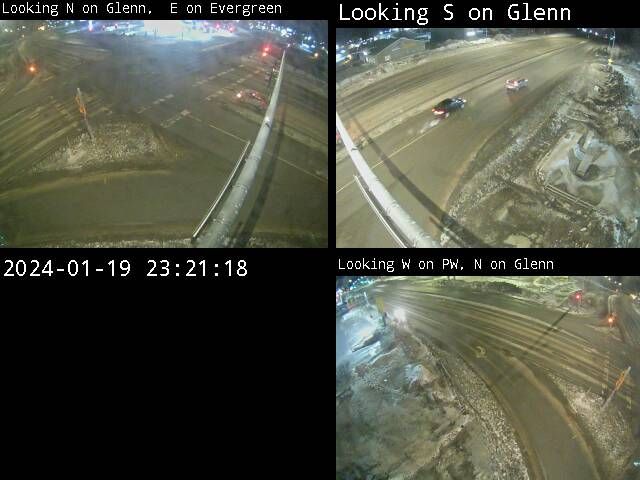 Looking N on Glenn,  E on Evergreen
Looking S on Glenn
2024-01-19 23:21:18
Looking W on PW, N on Glenn